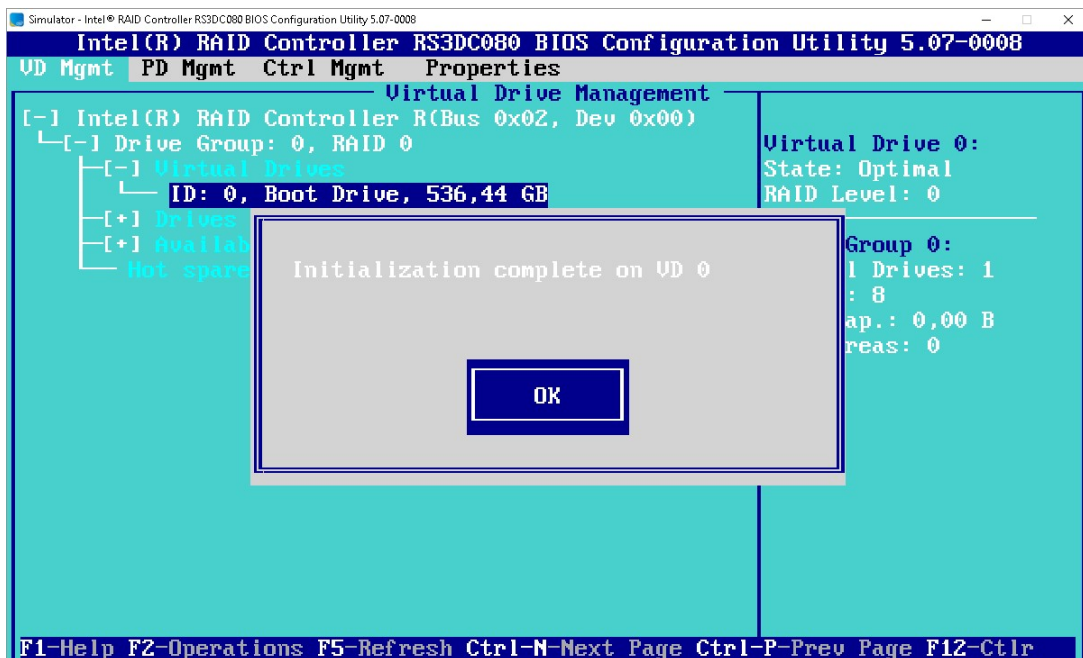 Simulator - Intel® RAID Controller RS3DC080 BIOS Configuration Utility 5.07-0008
Intel(R) RAID Controller RS3DC080 BIOS Configuration Utility 5.07-0008
VD Mgmt PD Mgmt Ctrl Mgmt Properties
Virtual Drive Management
[-] Intel(R) RAID Controller R(Bus 0x02, Dev 0x00)
[-] Drive Group: 0, RAID 0
[-] Virtual Drives
ID: 0, Boot Drive, 536,44 GB
[+] Drives
[+] Availab
Hot spare
Initialization complete on VD 0
OK
Virtual Drive 0:
State: Optimal
RAID Level: 0
Group 0:
l Drives: 1
: 8
ap.: 0,00 B
reas: 0
F1-Help F2-Operations F5-Refresh Ctrl-N-Next Page Ctrl-P-Prev Page F12-Ctlr